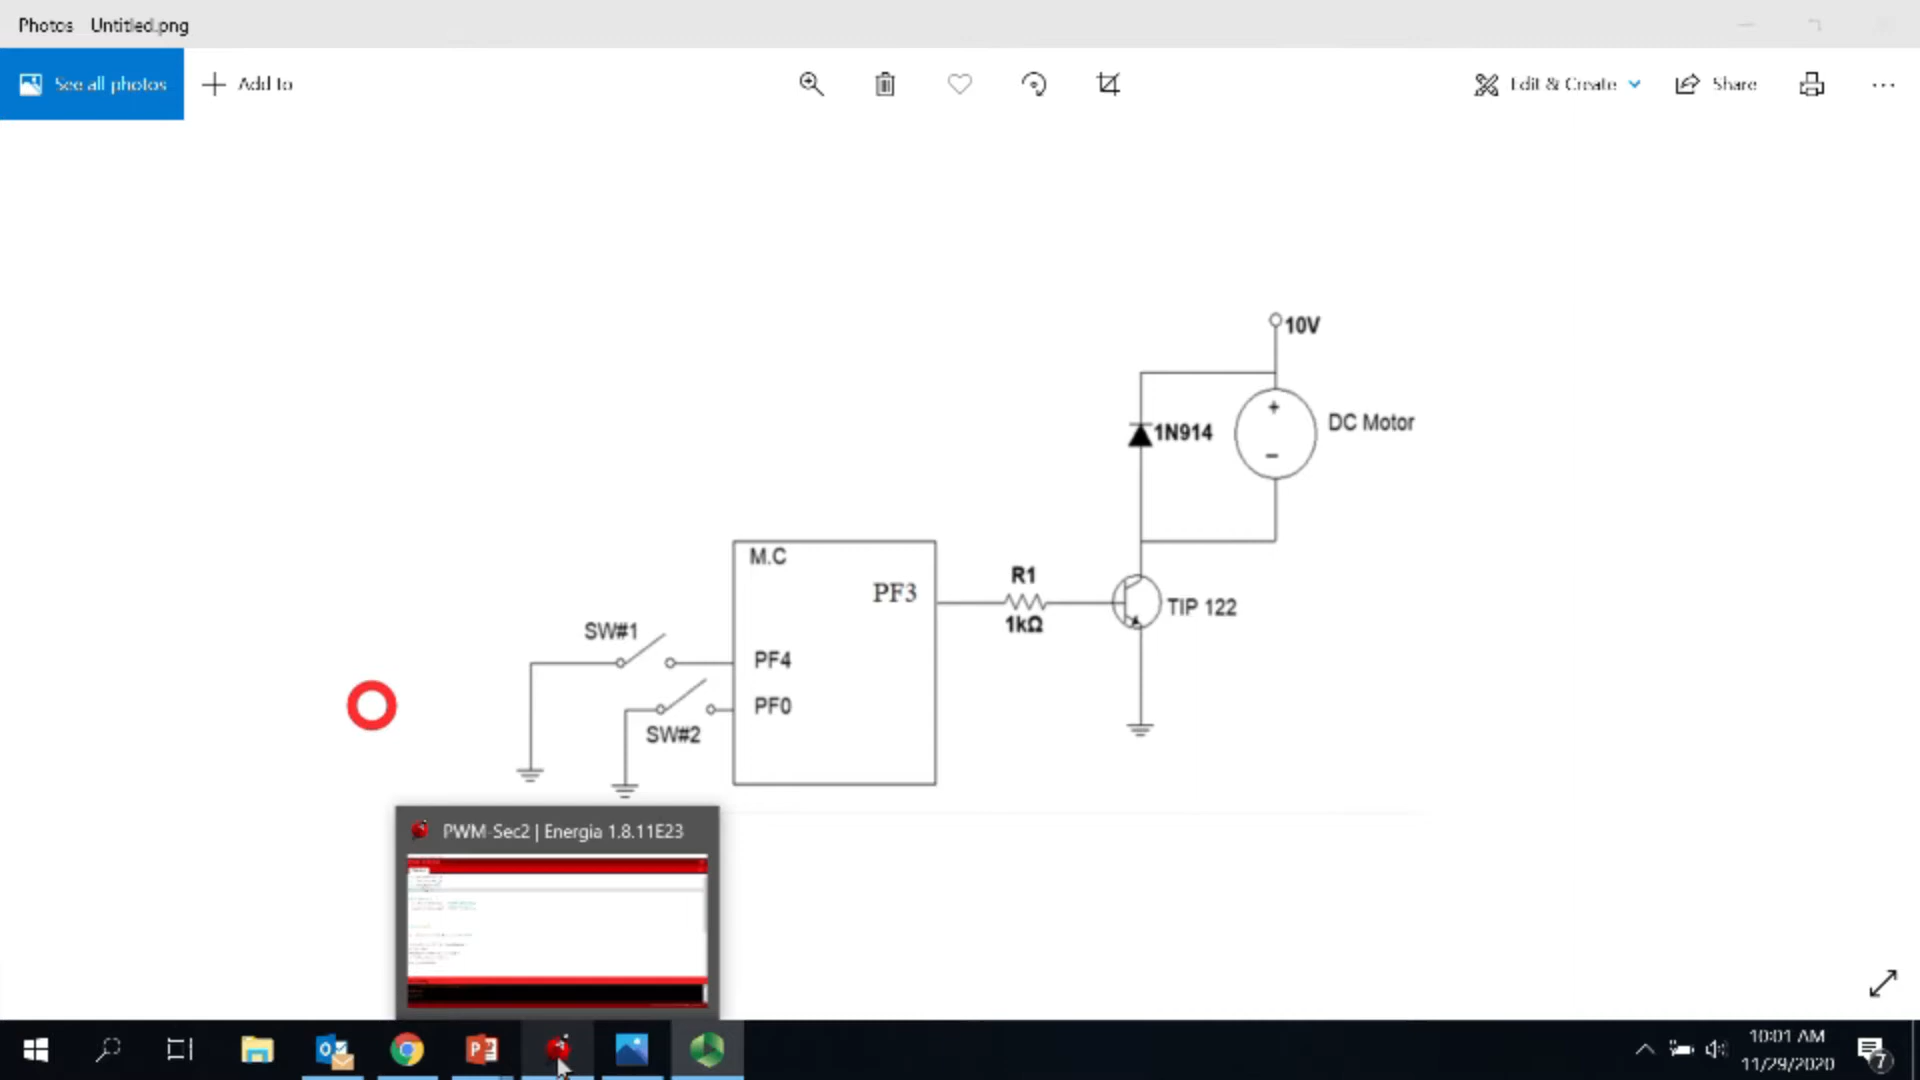 Photos Untitled.png
See all photos
Add to
Edit & Create
Share
10V
1N914
DC Motor
M.C
PF3
R1
1kΩ
TIP 122
SW#1
PF4
PF0
SW#2
PWM-Sec2 | Energia 1.8.11E23
10:01 AM
11/29/2020
7